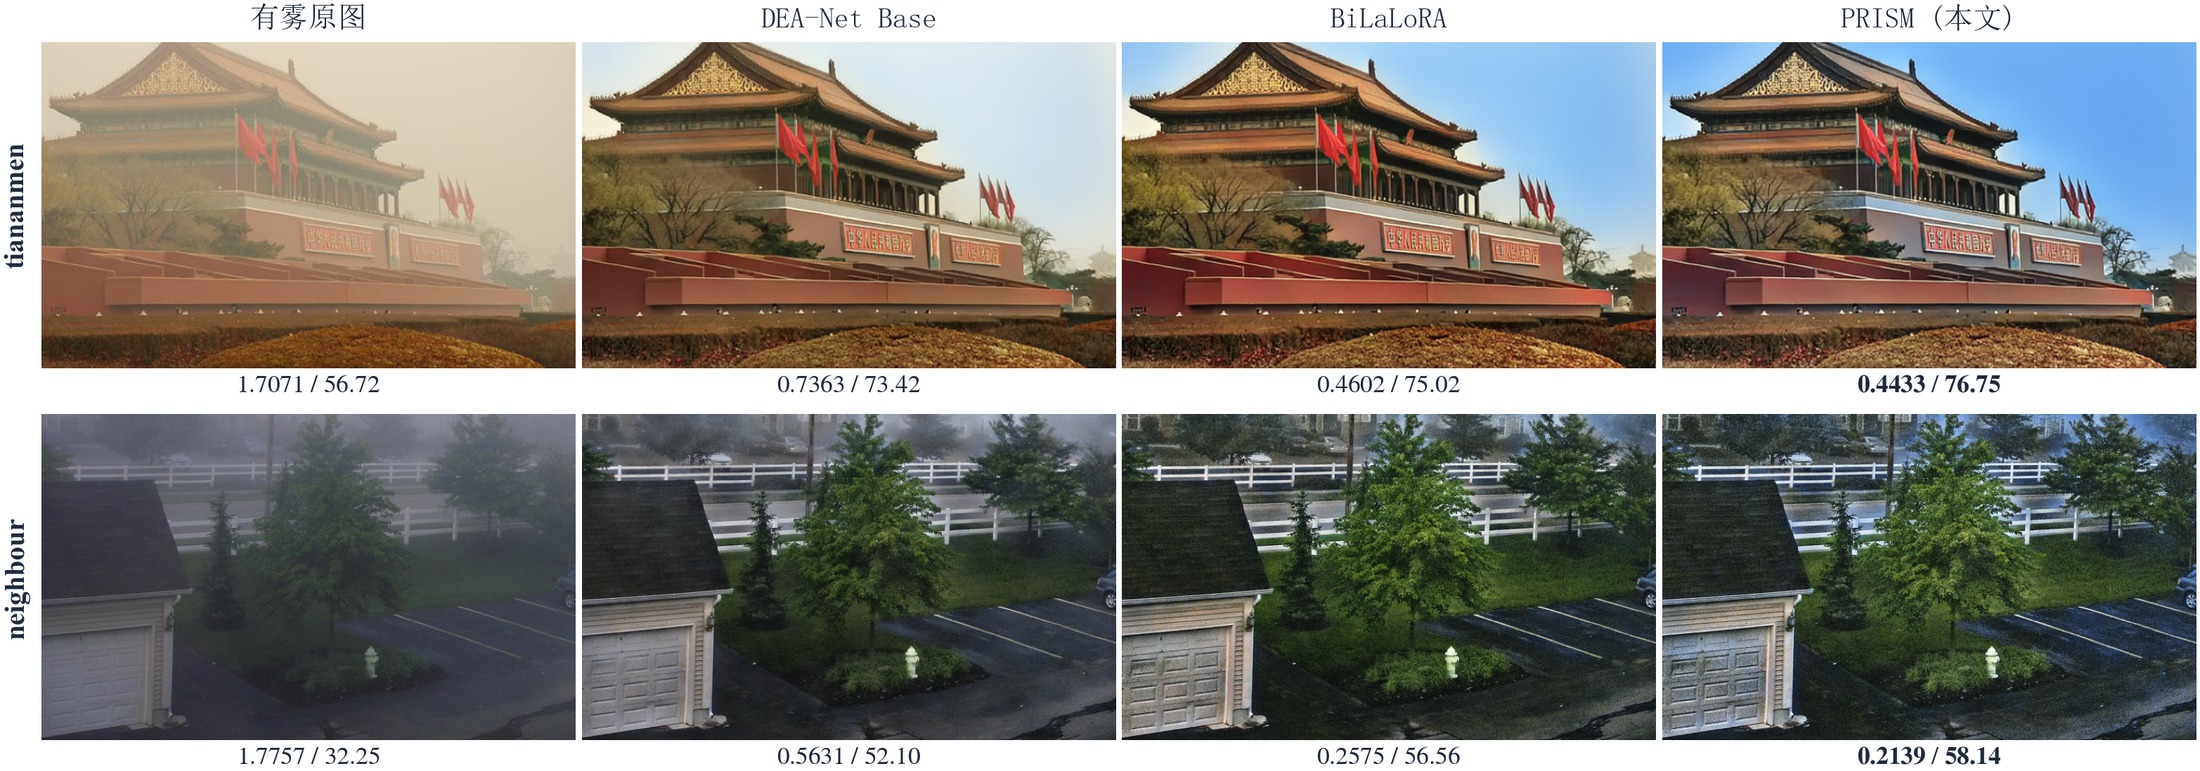 有雾原图 DEA-Net Base BiLaLoRA PRISM (本文)
tiananmen
1.7071 / 56.72 0.7363 / 73.42 0.4602 / 75.02 0.4433 / 76.75
neighbour
1.7757 / 32.25 0.5631 / 52.10 0.2575 / 56.56 0.2139 / 58.14